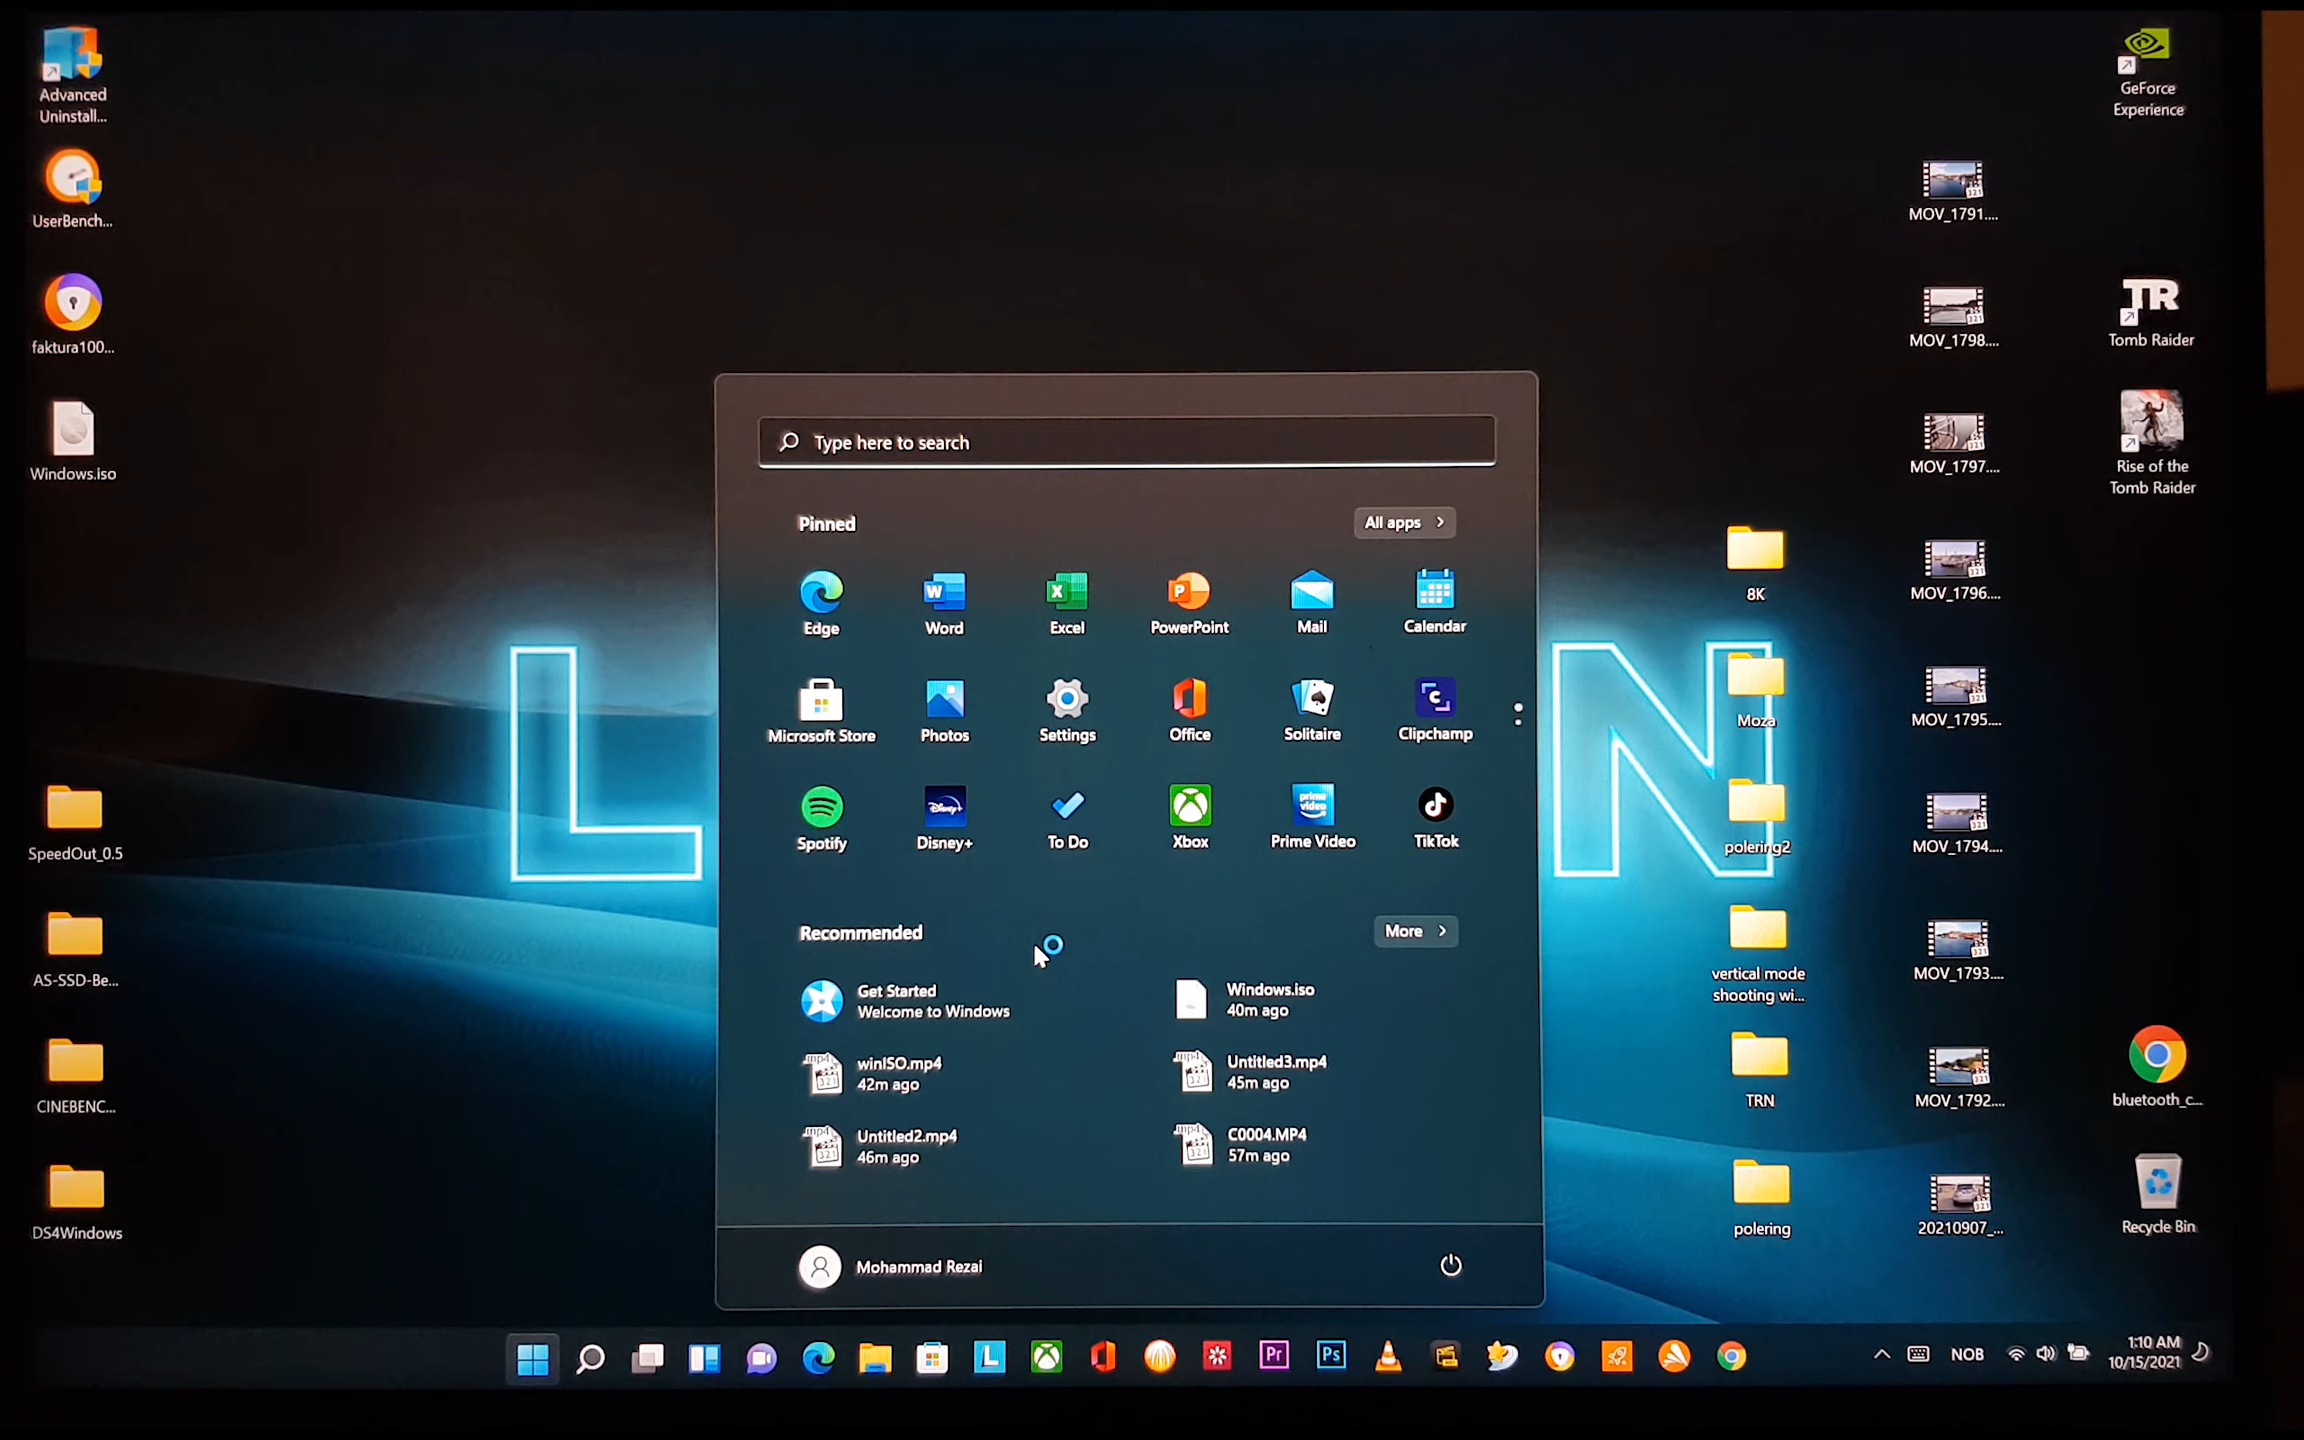 Advanced
Uninstall...
UserBench...
faktura100...
Windows.iso
SpeedOut_0.5
AS-SSD-Be...
CINEBENC...
DS4Windows
L
N
Type here to search
Pinned
All apps
Edge
Word
Excel
PowerPoint
Mail
Calendar
Microsoft Store
Photos
Settings
Office
Solitaire
Clipchamp
Spotify
Disney+
To Do
Xbox
prime
video
Prime Video
TikTok
Recommended
More
Get Started
Welcome to Windows
Windows.iso
40m ago
winISO.mp4
42m ago
Untitled3.mp4
45m ago
Untitled2.mp4
46m ago
C0004.MP4
57m ago
Mohammad Rezai
8K
Moza
polering2
vertical mode
shooting wi...
TRN
polering
MOV_1791....
MOV_1798....
MOV_1797....
MOV_1796....
MOV_1795....
MOV_1794....
MOV_1793....
MOV_1792....
20210907_...
GeForce
Experience
TR
Tomb Raider
Rise of the
Tomb Raider
bluetooth_c...
Recycle Bin
L
Pr
Ps
NOB
1:10 AM
10/15/2021